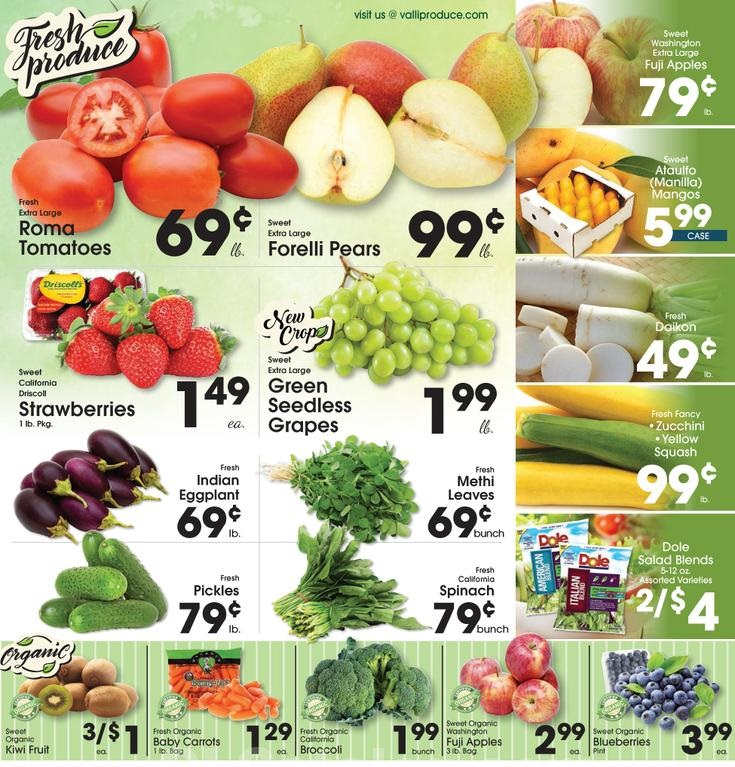 Fresh
produce
visit us @ valliproduce.com
Fresh
Extra Large
Roma
Tomatoes
69¢
lb.
Sweet
Extra Large
Forelli Pears
99¢
lb.
Sweet
Washington
Extra Large
Fuji Apples
79¢
lb.
Sweet
Ataulfo
(Manilla)
Mangos
5.99
CASE
Driscoll's
Sweet
California
Driscoll
Strawberries
1 lb. Pkg.
1.49
ea.
New
Crop
Sweet
Extra Large
Green
Seedless
Grapes
1.99
lb.
Fresh
Daikon
49¢
lb.
Fresh
Indian
Eggplant
69¢
lb.
Fresh
Methi
Leaves
69¢
bunch
Fresh Fancy
• Zucchini
• Yellow
Squash
99¢
lb.
Fresh
Pickles
79¢
lb.
Fresh
California
Spinach
79¢
bunch
Dole
AMERICAN
BLEND
Dole
ITALIAN
BLEND
Dole
Salad Blends
5-12 oz.
Assorted Varieties
2/$4
Organic
Sweet
Organic
Kiwi Fruit
3/$1
ea.
Fresh Organic
Baby Carrots
1 lb. Bag
1.29
ea.
Fresh Organic
California
Broccoli
1.99
bunch
Sweet Organic
Washington
Fuji Apples
3 lb. Bag
2.99
ea.
Sweet Organic
Blueberries
Pint
3.99
ea.